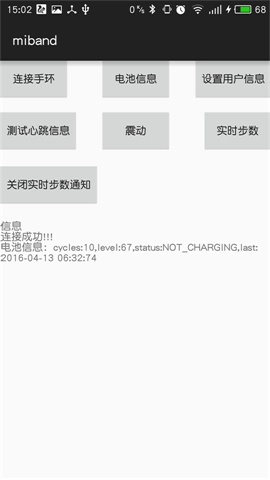 15:02 0% 68
miband
连接手环 电池信息 设置用户信息
测试心跳信息 震动 实时步数
关闭实时步数通知
信息
连接成功!!!
电池信息：cycles:10,level:67,status:NOT_CHARGING,last:
2016-04-13 06:32:74